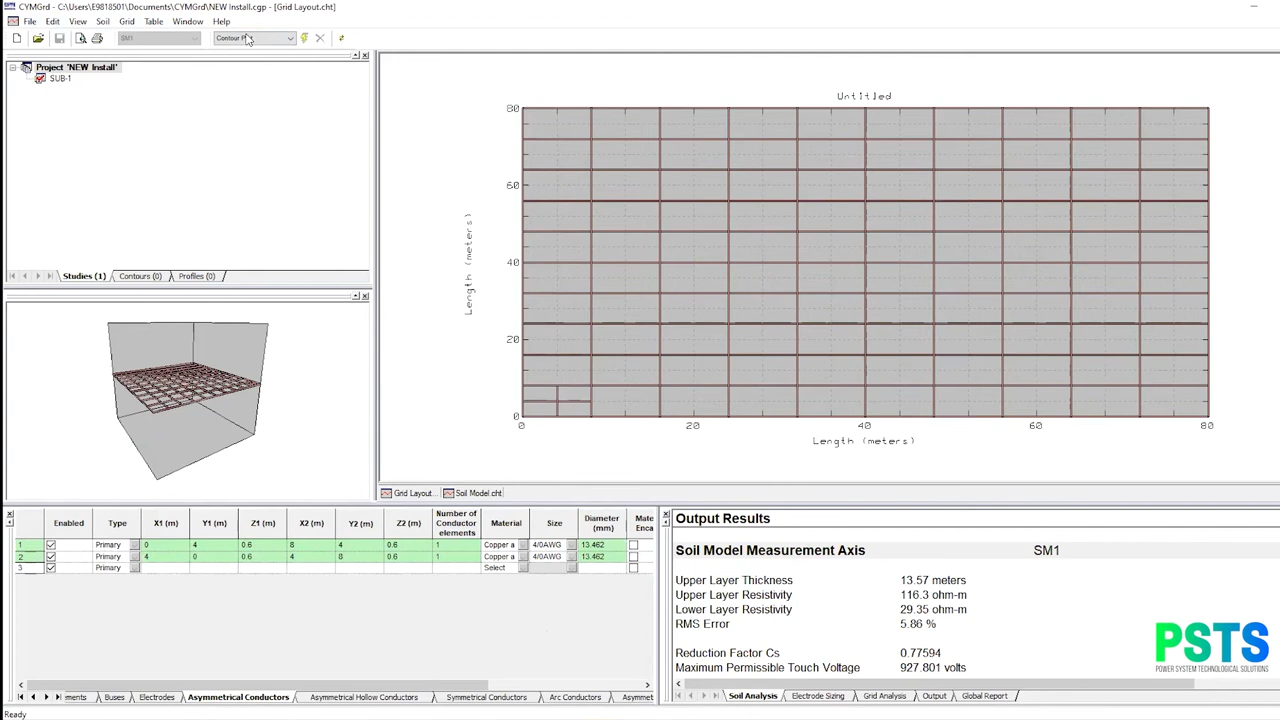 CYMGrd - C:\Users\E9818501\Documents\CYMGrd\NEW Install.cgp - [Grid Layout.cht]
File Edit View Soil Grid Table Window Help
SM1 Contour
Project 'NEW Install'
SUB-1
Studies (1) Contours (0) Profiles (0)
Untitled
80
60
40
20
0
Length (meters)
0 20 40 60 80
Length (meters)
Grid Layout... Soil Model.cht
Enabled Type X1 (m) Y1 (m) Z1 (m) X2 (m) Y2 (m) Z2 (m) Number of Conductor elements Material Size Diameter (mm) Mate Enca
1 Primary 0 4 0.6 8 4 0.6 1 Copper a 4/0AWG 13.462
2 Primary 4 0 0.6 4 8 0.6 1 Copper a 4/0AWG 13.462
3 Primary Select
ments Buses Electrodes Asymmetrical Conductors Asymmetrical Hollow Conductors Symmetrical Conductors Arc Conductors Asymmet
Output Results
Soil Model Measurement Axis SM1
Upper Layer Thickness 13.57 meters
Upper Layer Resistivity 116.3 ohm-m
Lower Layer Resistivity 29.35 ohm-m
RMS Error 5.86 %
Reduction Factor Cs 0.77594
Maximum Permissible Touch Voltage 927.801 volts
Soil Analysis Electrode Sizing Grid Analysis Output Global Report
PSTS
POWER SYSTEM TECHNOLOGICAL SOLUTIONS
Ready